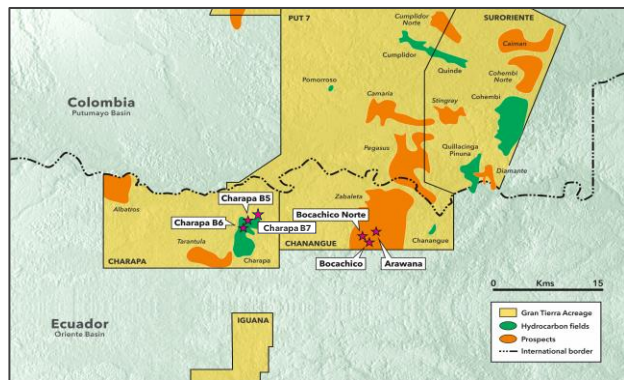 PUT 7
Cumplidor
Norte
SURORIENTE
Caiman
Cumplidor
Quinde
Cohembi
Norte
Pomorroso
Colombia
Putumayo Basin
Camaria
Stingray
Cohembi
Pegasus
Quillacinga
Pinuna
Diamante
Zabaleta
Albatros
Charapa B5
Charapa B6
Charapa B7
Bocachico Norte
Tarantula
Charapa
CHARAPA
CHANANGUE
Chanangue
Bocachico
Arawana
0 Kms 15
Ecuador
Oriente Basin
IGUANA
Gran Tierra Acreage
Hydrocarbon fields
Prospects
International border